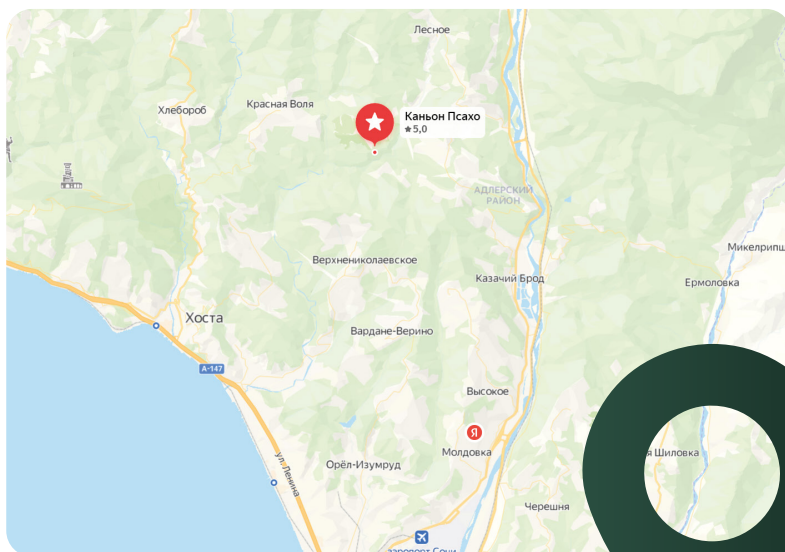 Лесное
Хлебороб
Красная Воля
Каньон Псахо
5,0
АДЛЕРСКИЙ
РАЙОН
Микелрипш
Верхнениколаевское
Казачий Брод
Ермоловка
Хоста
Вардане-Верино
А-147
Высокое
Я
Молдовка
Шиловка
Орёл-Изумруд
ул. Ленина
Черешня
аэропорт Сочи